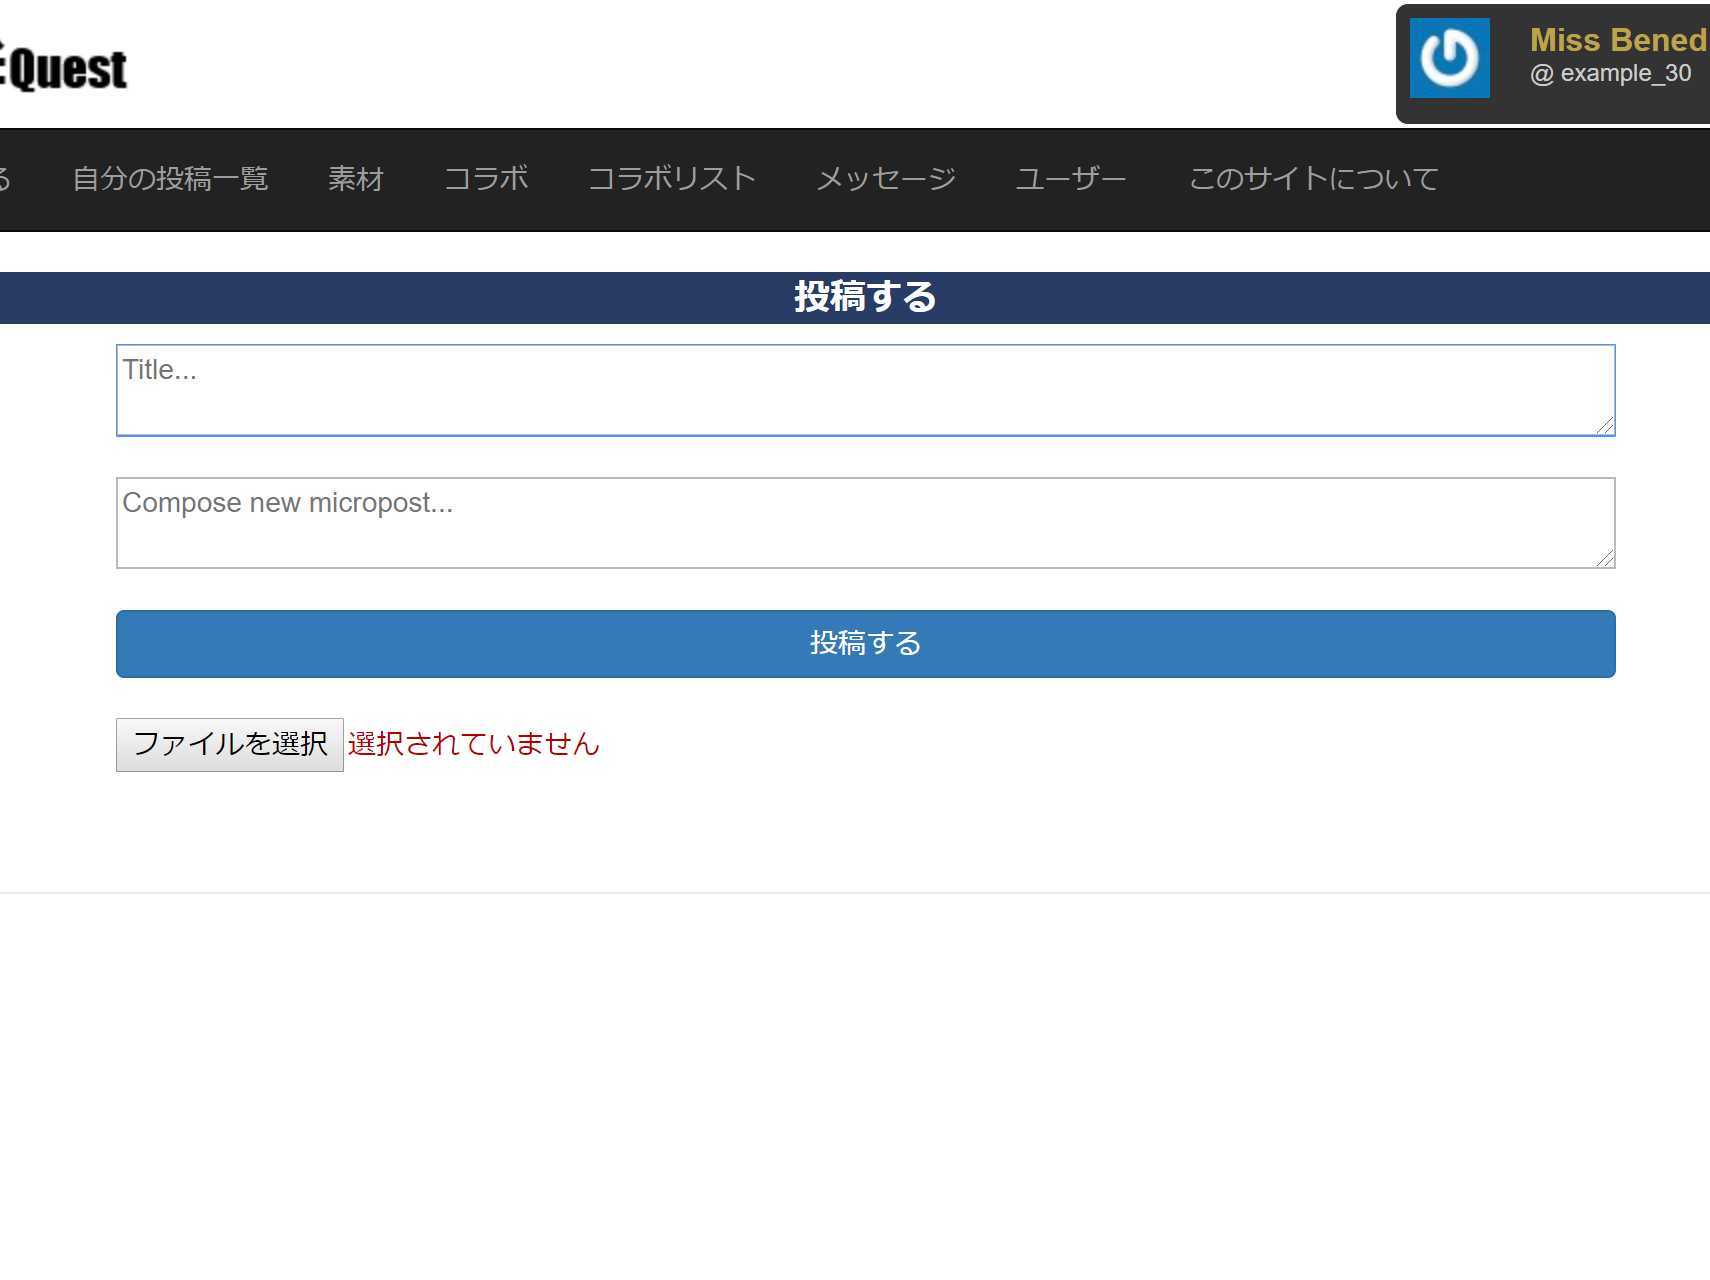 Quest
Miss Bened
@ example_30
る 自分の投稿一覧 素材 コラボ コラボリスト メッセージ ユーザー このサイトについて
投稿する
Title...
Compose new micropost...
投稿する
ファイルを選択 選択されていません